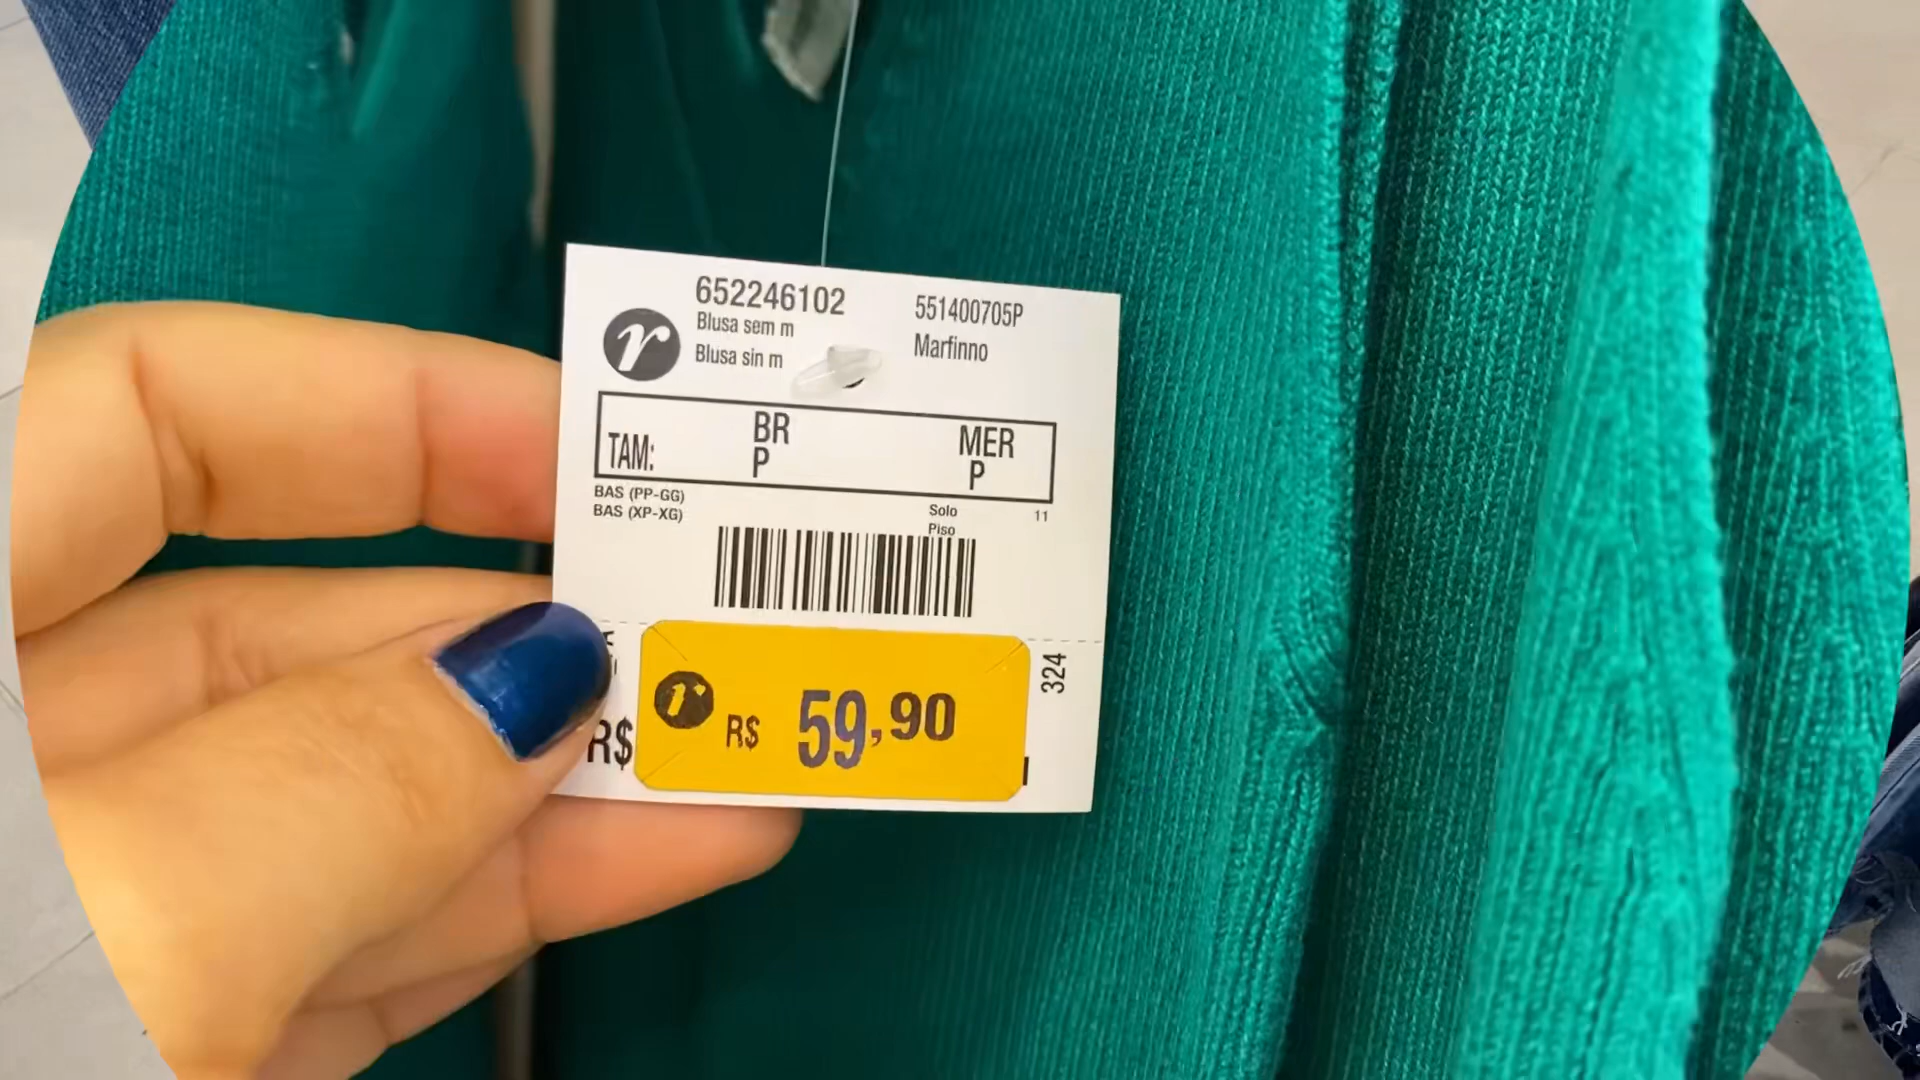 652246102
551400705P
Blusa sem m
Blusa sin m
Marfinno
r
TAM:
BR
P
MER
P
BAS (PP-GG)
BAS (XP-XG)
Solo
Piso
11
324
r R$ 59,90
R$